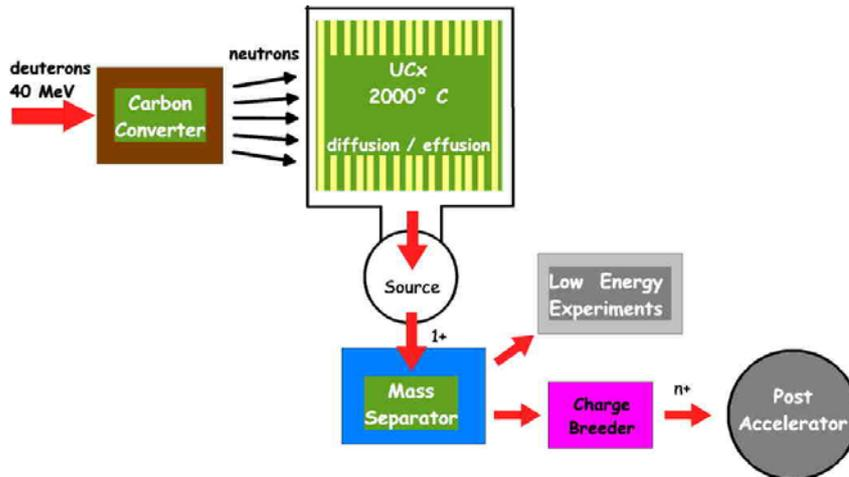 deuterons
40 MeV
Carbon
Converter
neutrons
UCx
2000° C
diffusion / effusion
Source
1+
Low Energy
Experiments
Mass
Separator
Charge
Breeder
n+
Post
Accelerator